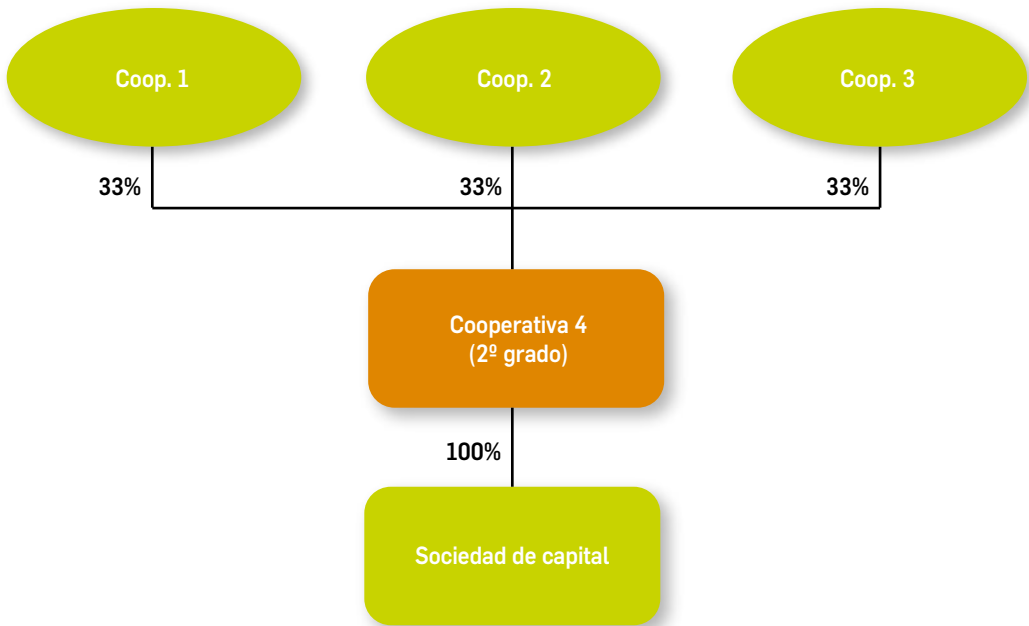 Coop. 1
Coop. 2
Coop. 3
33%
33%
33%
Cooperativa 4
(2º grado)
100%
Sociedad de capital